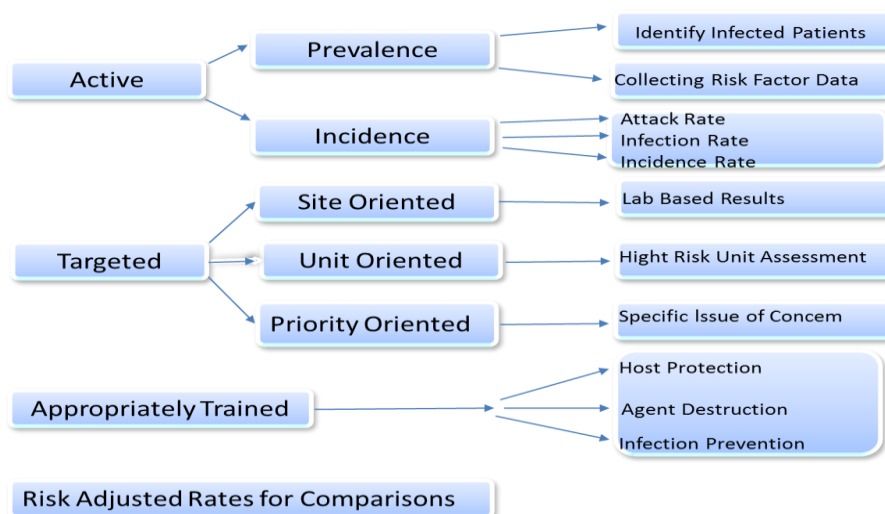 Prevalence
Identify Infected Patients
Active
Collecting Risk Factor Data
Incidence
Attack Rate
Infection Rate
Incidence Rate
Site Oriented
Lab Based Results
Targeted
Unit Oriented
Hight Risk Unit Assessment
Priority Oriented
Specific Issue of Concem
Host Protection
Appropriately Trained
Agent Destruction
Infection Prevention
Risk Adjusted Rates for Comparisons